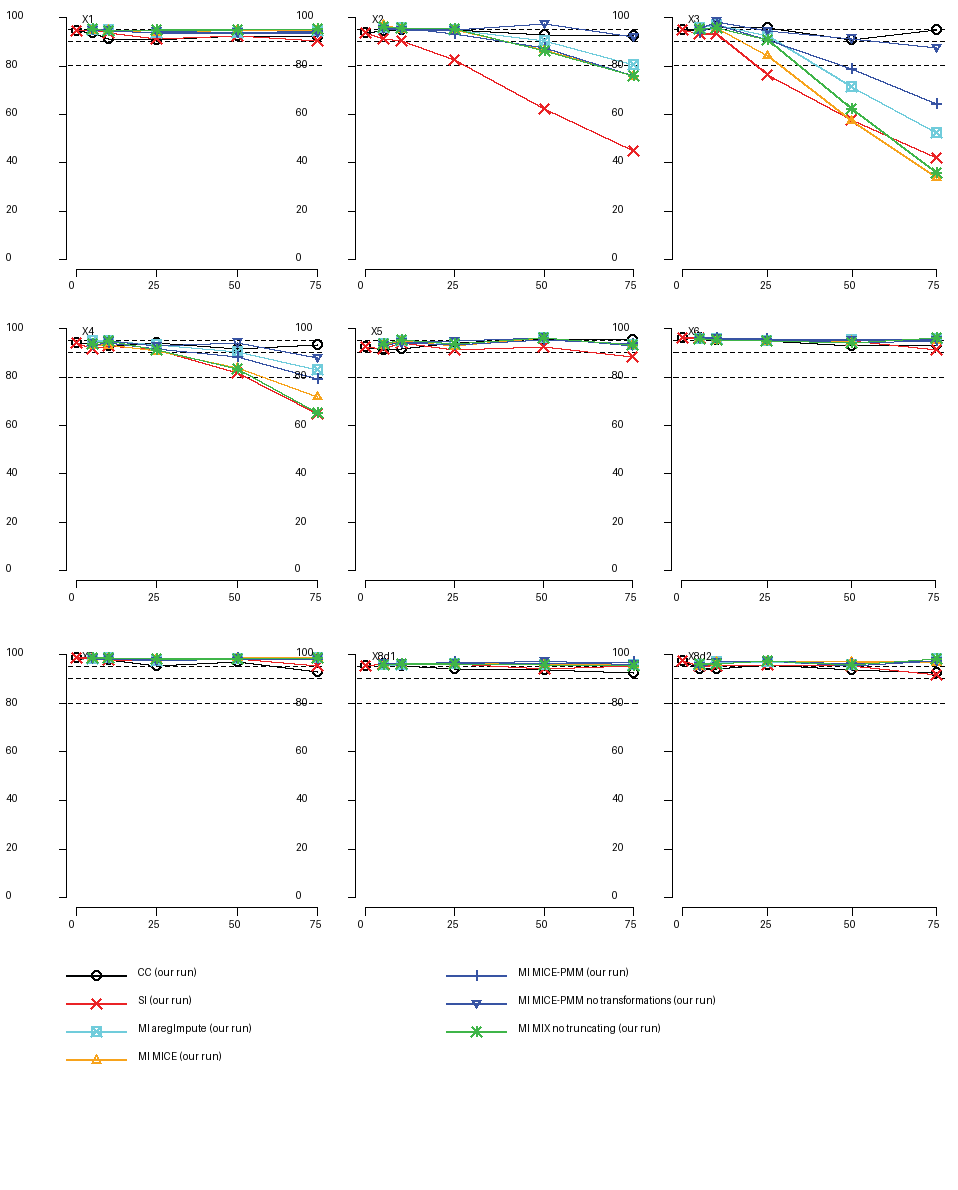 100 X1 100 X2 100 X3
80 80 80
60 60 60
40 40 40
20 20 20
0 0 0
0 25 50 75 0 25 50 75 0 25 50 75
100 X4 100 X5 100 X6
80 80 80
60 60 60
40 40 40
20 20 20
0 0 0
0 25 50 75 0 25 50 75 0 25 50 75
100 100 X8d1 100 X8d2
80 80 80
60 60 60
40 40 40
20 20 20
0 0 0
0 25 50 75 0 25 50 75 0 25 50 75
CC (our run)
SI (our run)
MI aregImpute (our run)
MI MICE (our run)
MI MICE-PMM (our run)
MI MICE-PMM no transformations (our run)
MI MIX no truncating (our run)